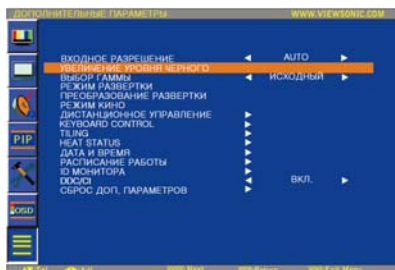 ДОПОЛНИТЕЛЬНЫЕ ПАРАМЕТРЫ WWW.VIEWSONIC.COM
ВХОДНОЕ РАЗРЕШЕНИЕ AUTO
УВЕЛИЧЕНИЕ УРОВНЯ ЧЕРНОГО
ВЫБОР ГАММЫ ИСХОДНЫЙ
РЕЖИМ РАЗВЕРТКИ
ПРЕОБРАЗОВАНИЕ РАЗВЕРТКИ
РЕЖИМ КИНО
ДИСТАНЦИОННОЕ УПРАВЛЕНИЕ
KEYBOARD CONTROL
TILING
HEAT STATUS
ДАТА И ВРЕМЯ
РАСПИСАНИЕ РАБОТЫ
ID МОНИТОРА
DDC/CI ВКЛ.
СБРОС ДОП. ПАРАМЕТРОВ
PIP
OSD